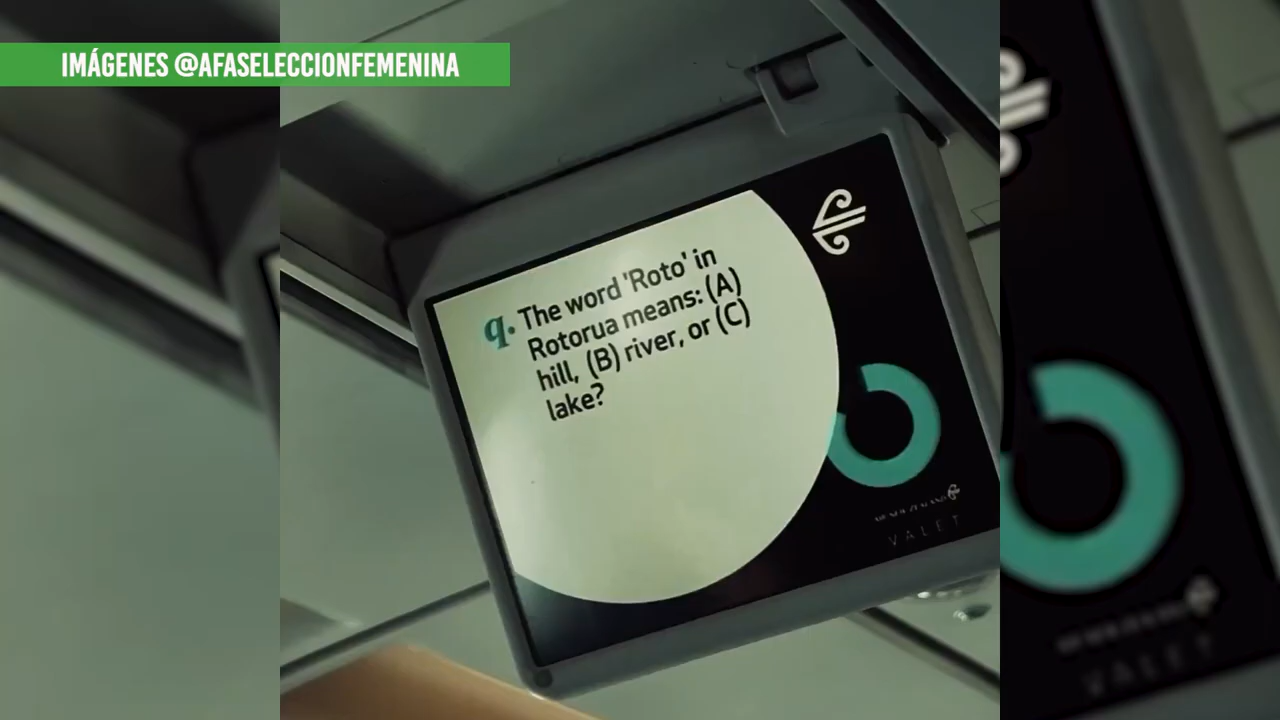 IMÁGENES @AFASELECCIONFEMENINA
q. The word 'Roto' in
Rotorua means: (A)
hill, (B) river, or (C)
lake?
VALET